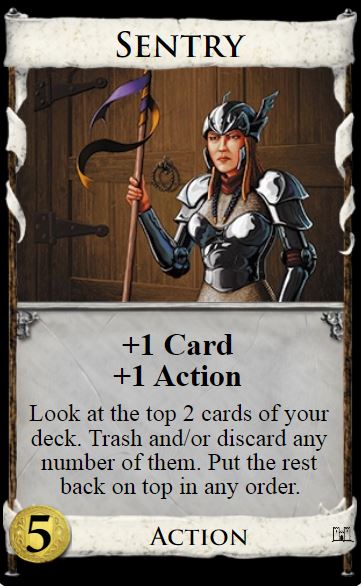 SENTRY
+1 Card
+1 Action
Look at the top 2 cards of your
deck. Trash and/or discard any
number of them. Put the rest
back on top in any order.
5
ACTION